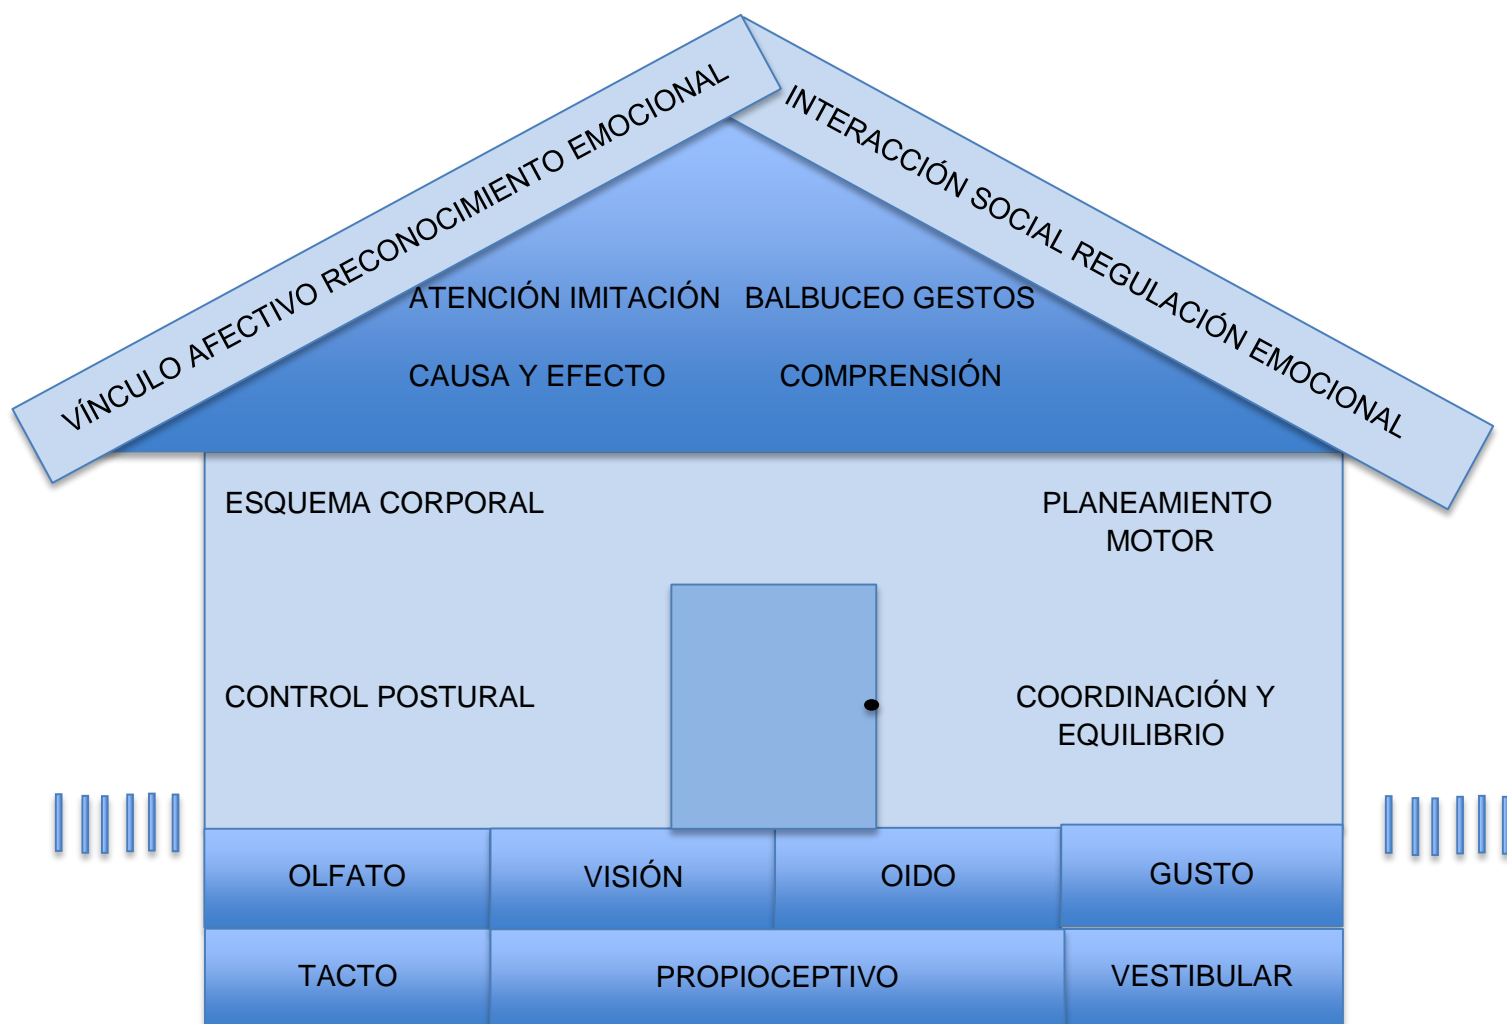 VÍNCULO AFECTIVO RECONOCIMIENTO EMOCIONAL
INTERACCIÓN SOCIAL REGULACIÓN EMOCIONAL
ATENCIÓN IMITACIÓN BALBUCEO GESTOS
CAUSA Y EFECTO COMPRENSIÓN
ESQUEMA CORPORAL
PLANEAMIENTO
MOTOR
CONTROL POSTURAL
COORDINACIÓN Y
EQUILIBRIO
OLFATO
VISIÓN
OIDO
GUSTO
TACTO
PROPIOCEPTIVO
VESTIBULAR